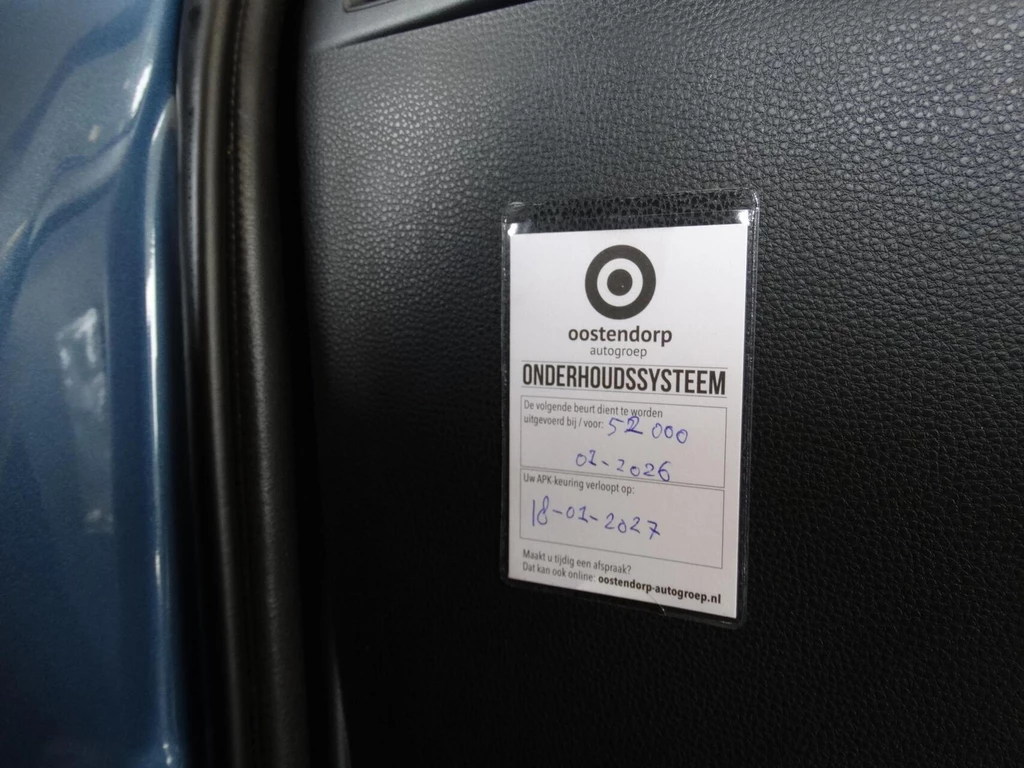 oostendorp
autogroep
ONDERHOUDSSYSTEEM
De volgende beurt dient te worden
uitgevoerd bij / voor: 52 000
01-2026
Uw APK-keuring verloopt op:
18-01-2027
Maakt u tijdig een afspraak?
Dat kan ook online: oostendorp-autogroep.nl